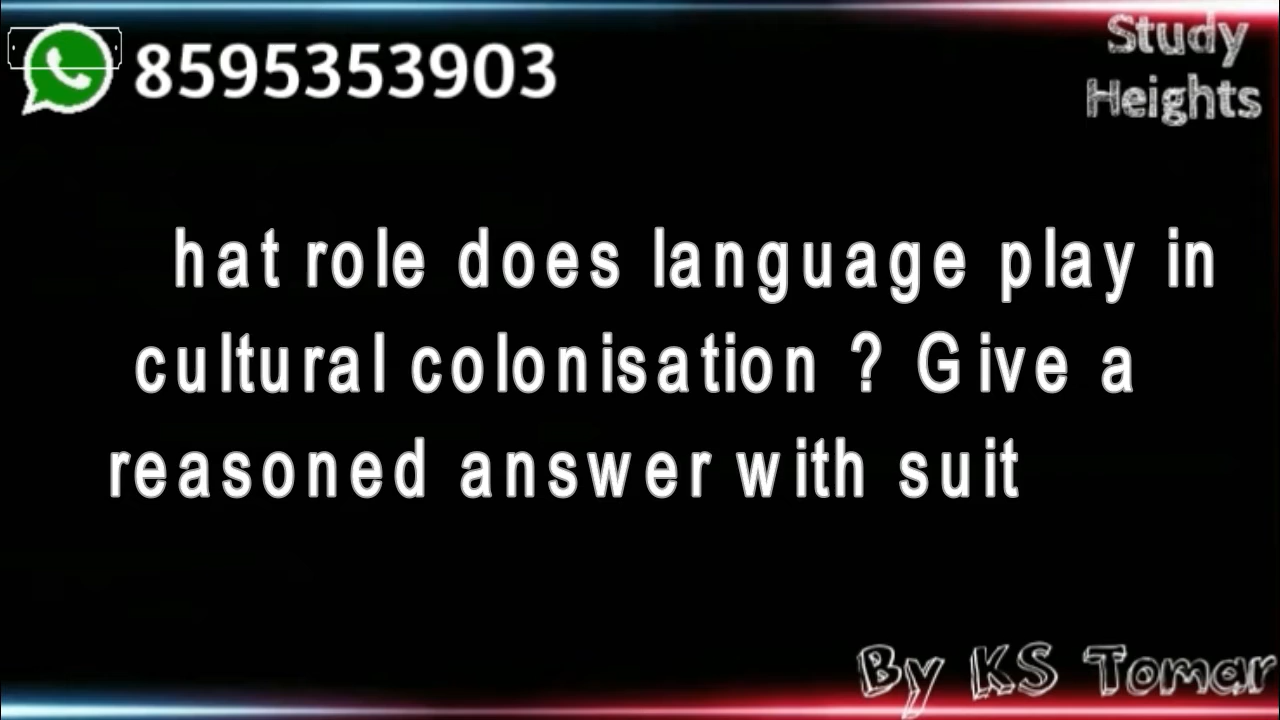 8595353903
Study
Heights
hat role does language play in
cultural colonisation ? Give a
reasoned answer with suit
By KS Tomar